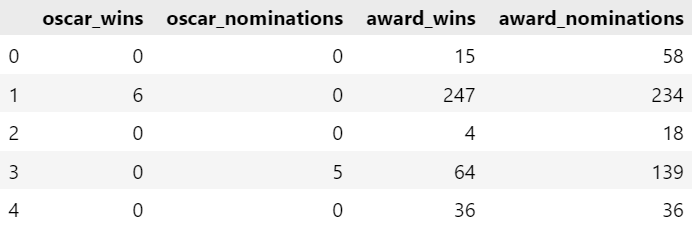 oscar_wins oscar_nominations award_wins award_nominations
0 0 0 15 58
1 6 0 247 234
2 0 0 4 18
3 0 5 64 139
4 0 0 36 36